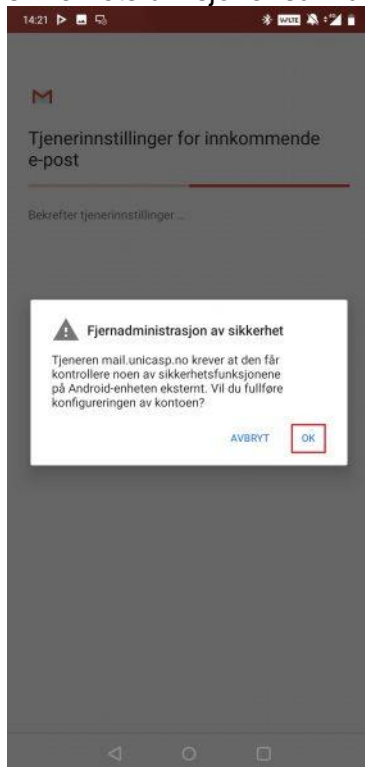 14:21
VoLTE
Tjenerinnstillinger for innkommende
e-post
Bekrefter tjenerinnstillinger ...
Fjernadministrasjon av sikkerhet
Tjeneren mail.unicasp.no krever at den får
kontrollere noen av sikkerhetsfunksjonene
på Android-enheten eksternt. Vil du fullføre
konfigureringen av kontoen?
AVBRYT OK